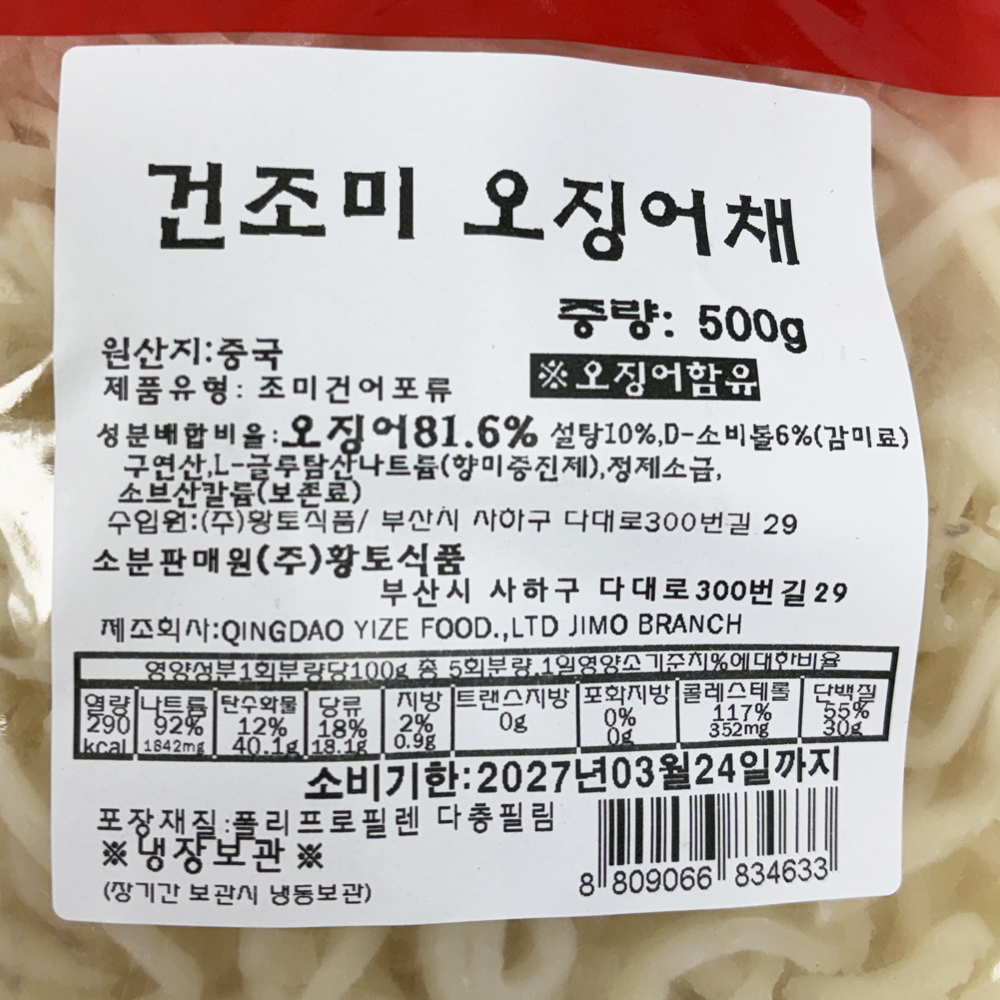 건조미 오징어채
중량: 500g
원산지:중국
※오징어함유
제품유형: 조미건어포류
성분배합비율:오징어81.6% 설탕10%,D-소비톨6%(감미료)
구연산,L-글루탐산나트륨(향미증진제),정제소금,
소브산칼륨(보존료)
수입원:(주)황토식품/ 부산시 사하구 다대로300번길 29
소분판매원(주)황토식품
부산시 사하구 다대로300번길29
제조회사:QINGDAO YIZE FOOD.,LTD JIMO BRANCH
영양성분1회분량당100g 총 5회분량,1일영양소기준치%에대한비율
열량 나트륨 탄수화물 당류 지방 트랜스지방 포화지방 콜레스테롤 단백질
290 92% 12% 18% 2% 0g 0% 117% 55%
kcal 1842mg 40.1g 18.1g 0.9g 0g 352mg 30g
소비기한:2027년03월24일까지
포장재질:폴리프로필렌 다층필림
※냉장보관※
(장기간 보관시 냉동보관)
8 809066 834633